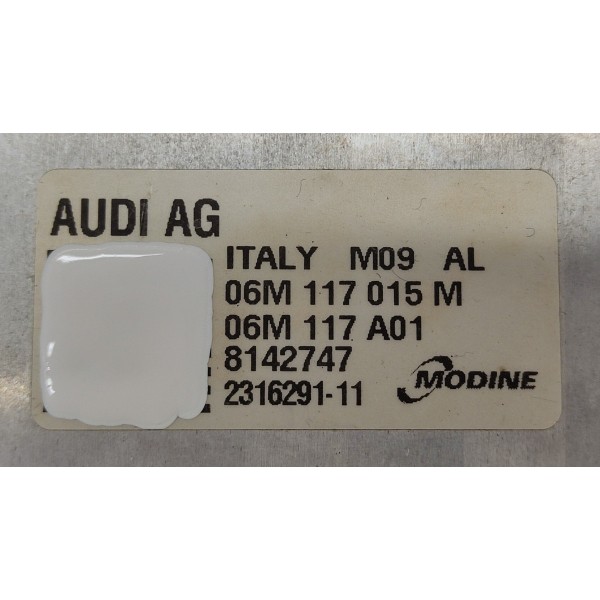 AUDI AG
ITALY M09 AL
06M 117 015 M
06M 117 A01
8142747
2316291-11
MODINE